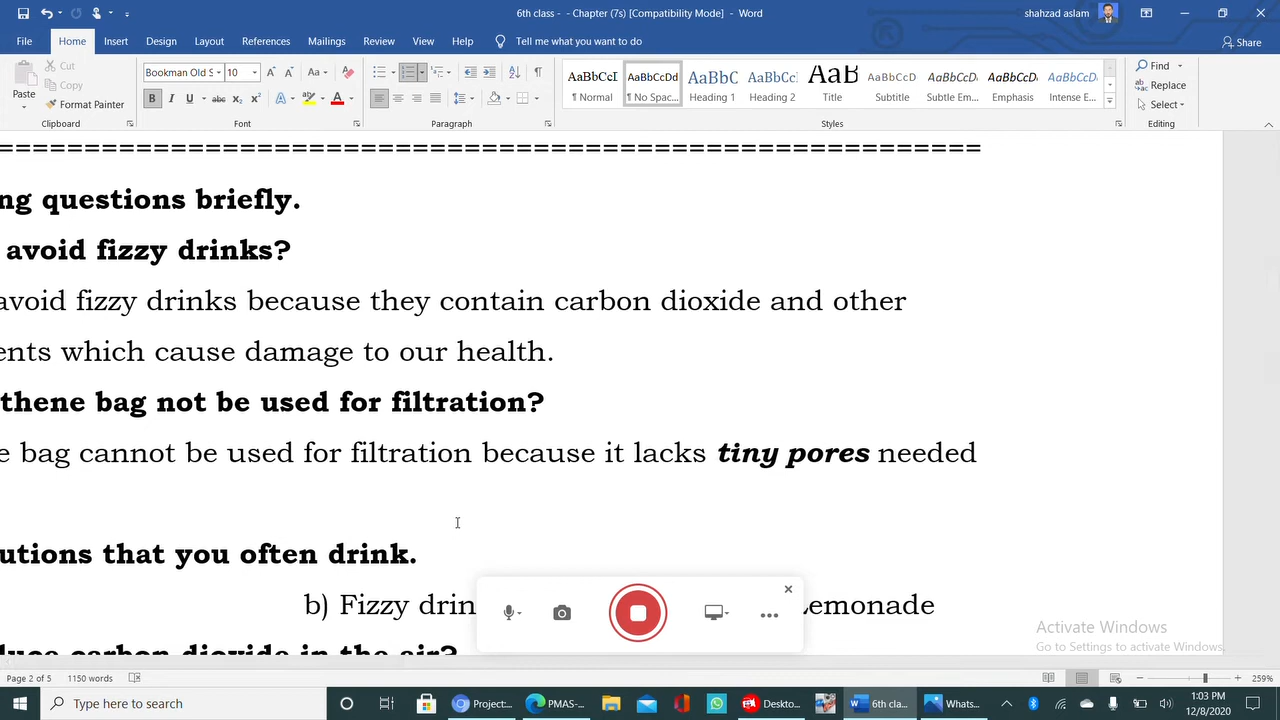 6th class - - Chapter (7s) [Compatibility Mode] - Word
shahzad aslam
File Home Insert Design Layout References Mailings Review View Help Tell me what you want to do Share
Paste
Cut
Copy
Format Painter
Clipboard
Bookman Old S 10
Font
Paragraph
AaBbCcI AaBbCcDd AaBbC AaBbCc AaB AaBbCcD AaBbCcD AaBbCcD AaBbCcD
¶ Normal ¶ No Spac... Heading 1 Heading 2 Title Subtitle Subtle Em... Emphasis Intense E...
Styles
Find
Replace
Select
Editing
============================================================
ng questions briefly.
avoid fizzy drinks?
avoid fizzy drinks because they contain carbon dioxide and other
ents which cause damage to our health.
thene bag not be used for filtration?
e bag cannot be used for filtration because it lacks tiny pores needed
utions that you often drink.
b) Fizzy drin emonade
luce carbon dioxide in the air?
Activate Windows
Go to Settings to activate Windows.
Page 2 of 5 1150 words 259%
Type here to search
Project... PMAS-... Deskto... 6th cla... Whats...
1:03 PM
12/8/2020